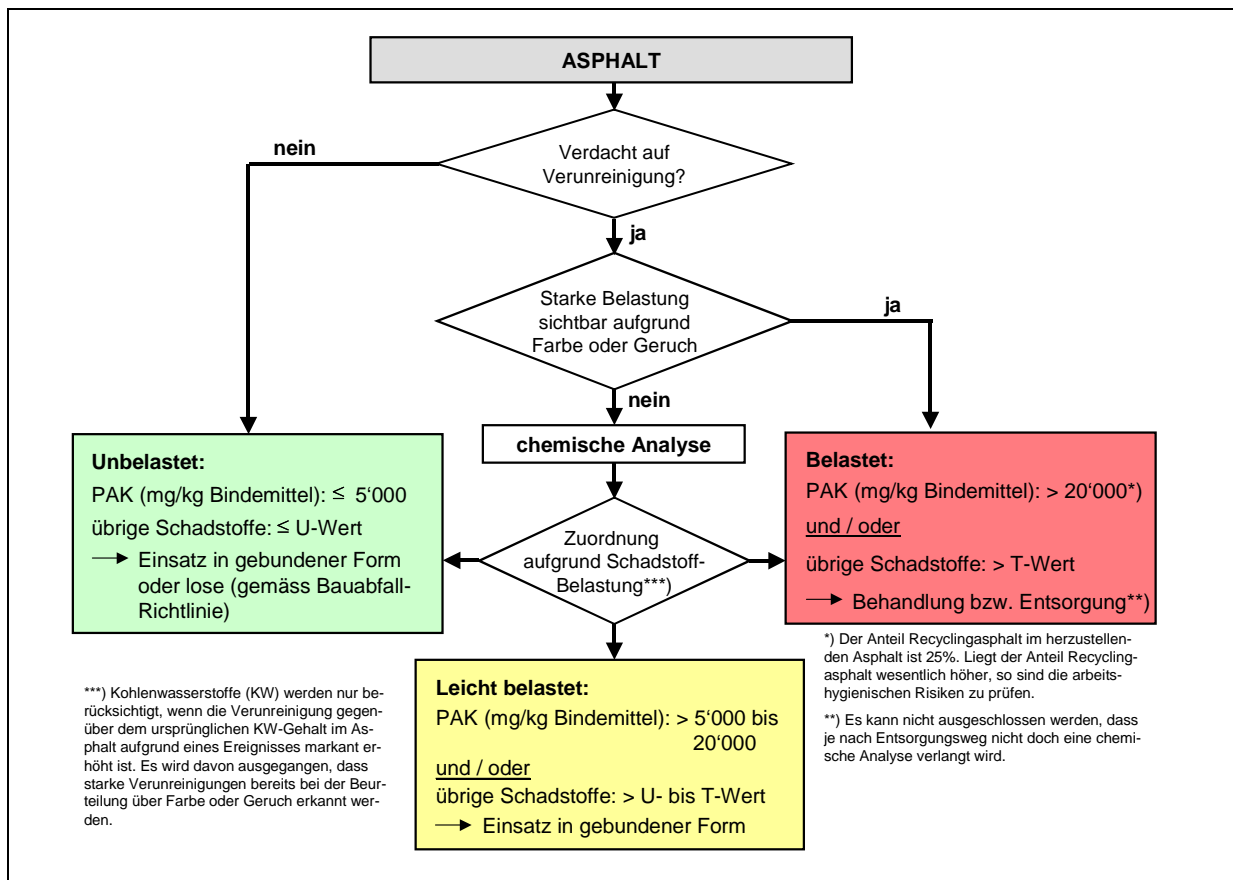 ASPHALT
nein
Verdacht auf
Verunreinigung?
ja
Starke Belastung
sichtbar aufgrund
Farbe oder Geruch
ja
nein
chemische Analyse
Unbelastet:
PAK (mg/kg Bindemittel): ≤ 5‘000
übrige Schadstoffe: ≤ U-Wert
Einsatz in gebundener Form
oder lose (gemäss Bauabfall-
Richtlinie)
Zuordnung
aufgrund Schadstoff-
Belastung***)
Belastet:
PAK (mg/kg Bindemittel): > 20‘000*)
und / oder
übrige Schadstoffe: > T-Wert
Behandlung bzw. Entsorgung**)
*) Der Anteil Recyclingasphalt im herzustellen-
den Asphalt ist 25%. Liegt der Anteil Recycling-
asphalt wesentlich höher, so sind die arbeits-
hygienischen Risiken zu prüfen.
**) Es kann nicht ausgeschlossen werden, dass
je nach Entsorgungsweg nicht doch eine chemi-
sche Analyse verlangt wird.
***) Kohlenwasserstoffe (KW) werden nur be-
rücksichtigt, wenn die Verunreinigung gegen-
über dem ursprünglichen KW-Gehalt im As-
phalt aufgrund eines Ereignisses markant er-
höht ist. Es wird davon ausgegangen, dass
starke Verunreinigungen bereits bei der Beur-
teilung über Farbe oder Geruch erkannt wer-
den.
Leicht belastet:
PAK (mg/kg Bindemittel): > 5‘000 bis
20‘000
und / oder
übrige Schadstoffe: > U- bis T-Wert
Einsatz in gebundener Form